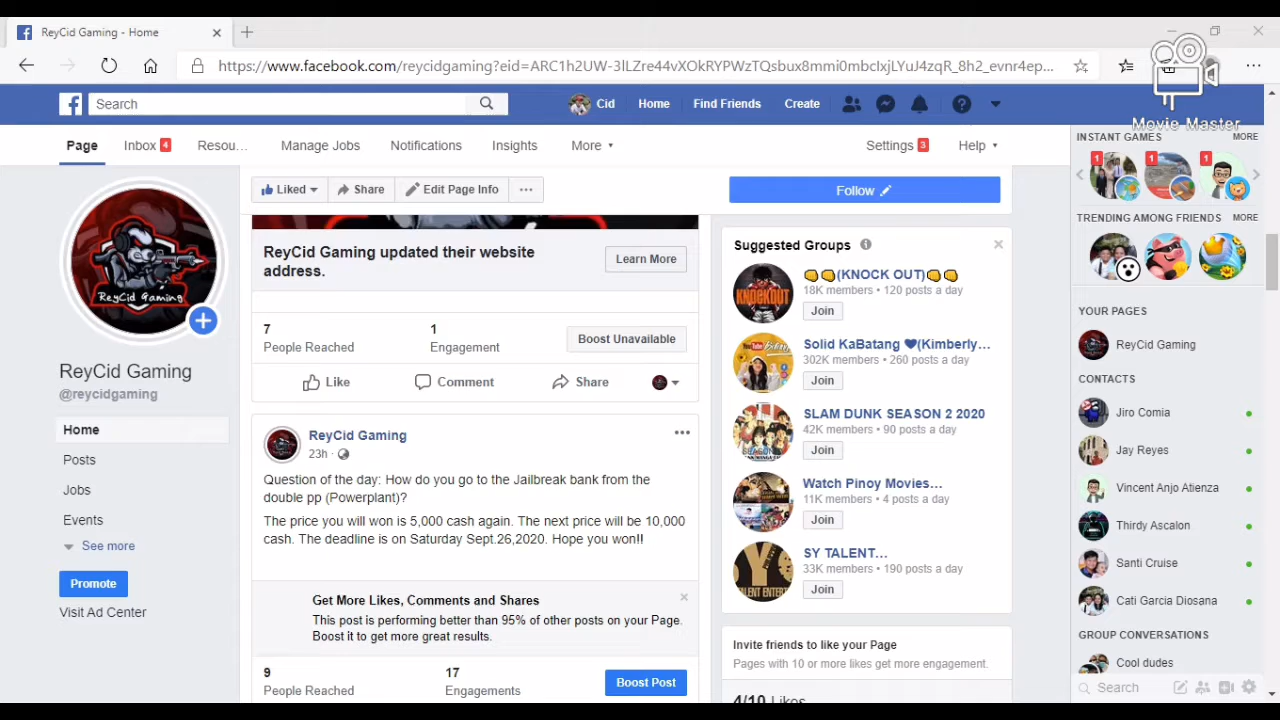 ReyCid Gaming - Home
https://www.facebook.com/reycidgaming?eid=ARC1h2UW-3lLZre44vXOkRYPWzTQsbux8mmi0mbcIxjLYuJ4zqR_8h2_evnr4ep...
Movie Master
Search
Cid
Home
Find Friends
Create
Page
Inbox 4
Resou...
Manage Jobs
Notifications
Insights
More
Settings 3
Help
Liked
Share
Edit Page Info
Follow
ReyCid Gaming
ReyCid Gaming
@reycidgaming
Home
Posts
Jobs
Events
See more
Promote
Visit Ad Center
ReyCid Gaming updated their website
address.
Learn More
7
People Reached
1
Engagement
Boost Unavailable
Like
Comment
Share
ReyCid Gaming
23h
Question of the day: How do you go to the Jailbreak bank from the
double pp (Powerplant)?
The price you will won is 5,000 cash again. The next price will be 10,000
cash. The deadline is on Saturday Sept.26,2020. Hope you won!!
Get More Likes, Comments and Shares
This post is performing better than 95% of other posts on your Page.
Boost it to get more great results.
9
People Reached
17
Engagements
Boost Post
Suggested Groups
KNOCKOUT
👊👊(KNOCK OUT)👊👊
18K members • 120 posts a day
Join
Solid KaBatang ♥(Kimberly...
302K members • 260 posts a day
Join
SLAM DUNK SEASON 2 2020
42K members • 90 posts a day
Join
Watch Pinoy Movies...
11K members • 4 posts a day
Join
SY TALENT...
33K members • 190 posts a day
Join
Invite friends to like your Page
Pages with 10 or more likes get more engagement.
4/10 Likes
INSTANT GAMES
MORE
1
1
1
TRENDING AMONG FRIENDS
MORE
YOUR PAGES
ReyCid Gaming
CONTACTS
Jiro Comia
Jay Reyes
Vincent Anjo Atienza
Thirdy Ascalon
Santi Cruise
Cati Garcia Diosana
GROUP CONVERSATIONS
Cool dudes
Search